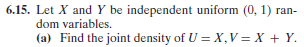 6.15. Let X and Y be independent uniform (0, 1) ran-
dom variables.
(a) Find the joint density of U = X, V = X + Y.